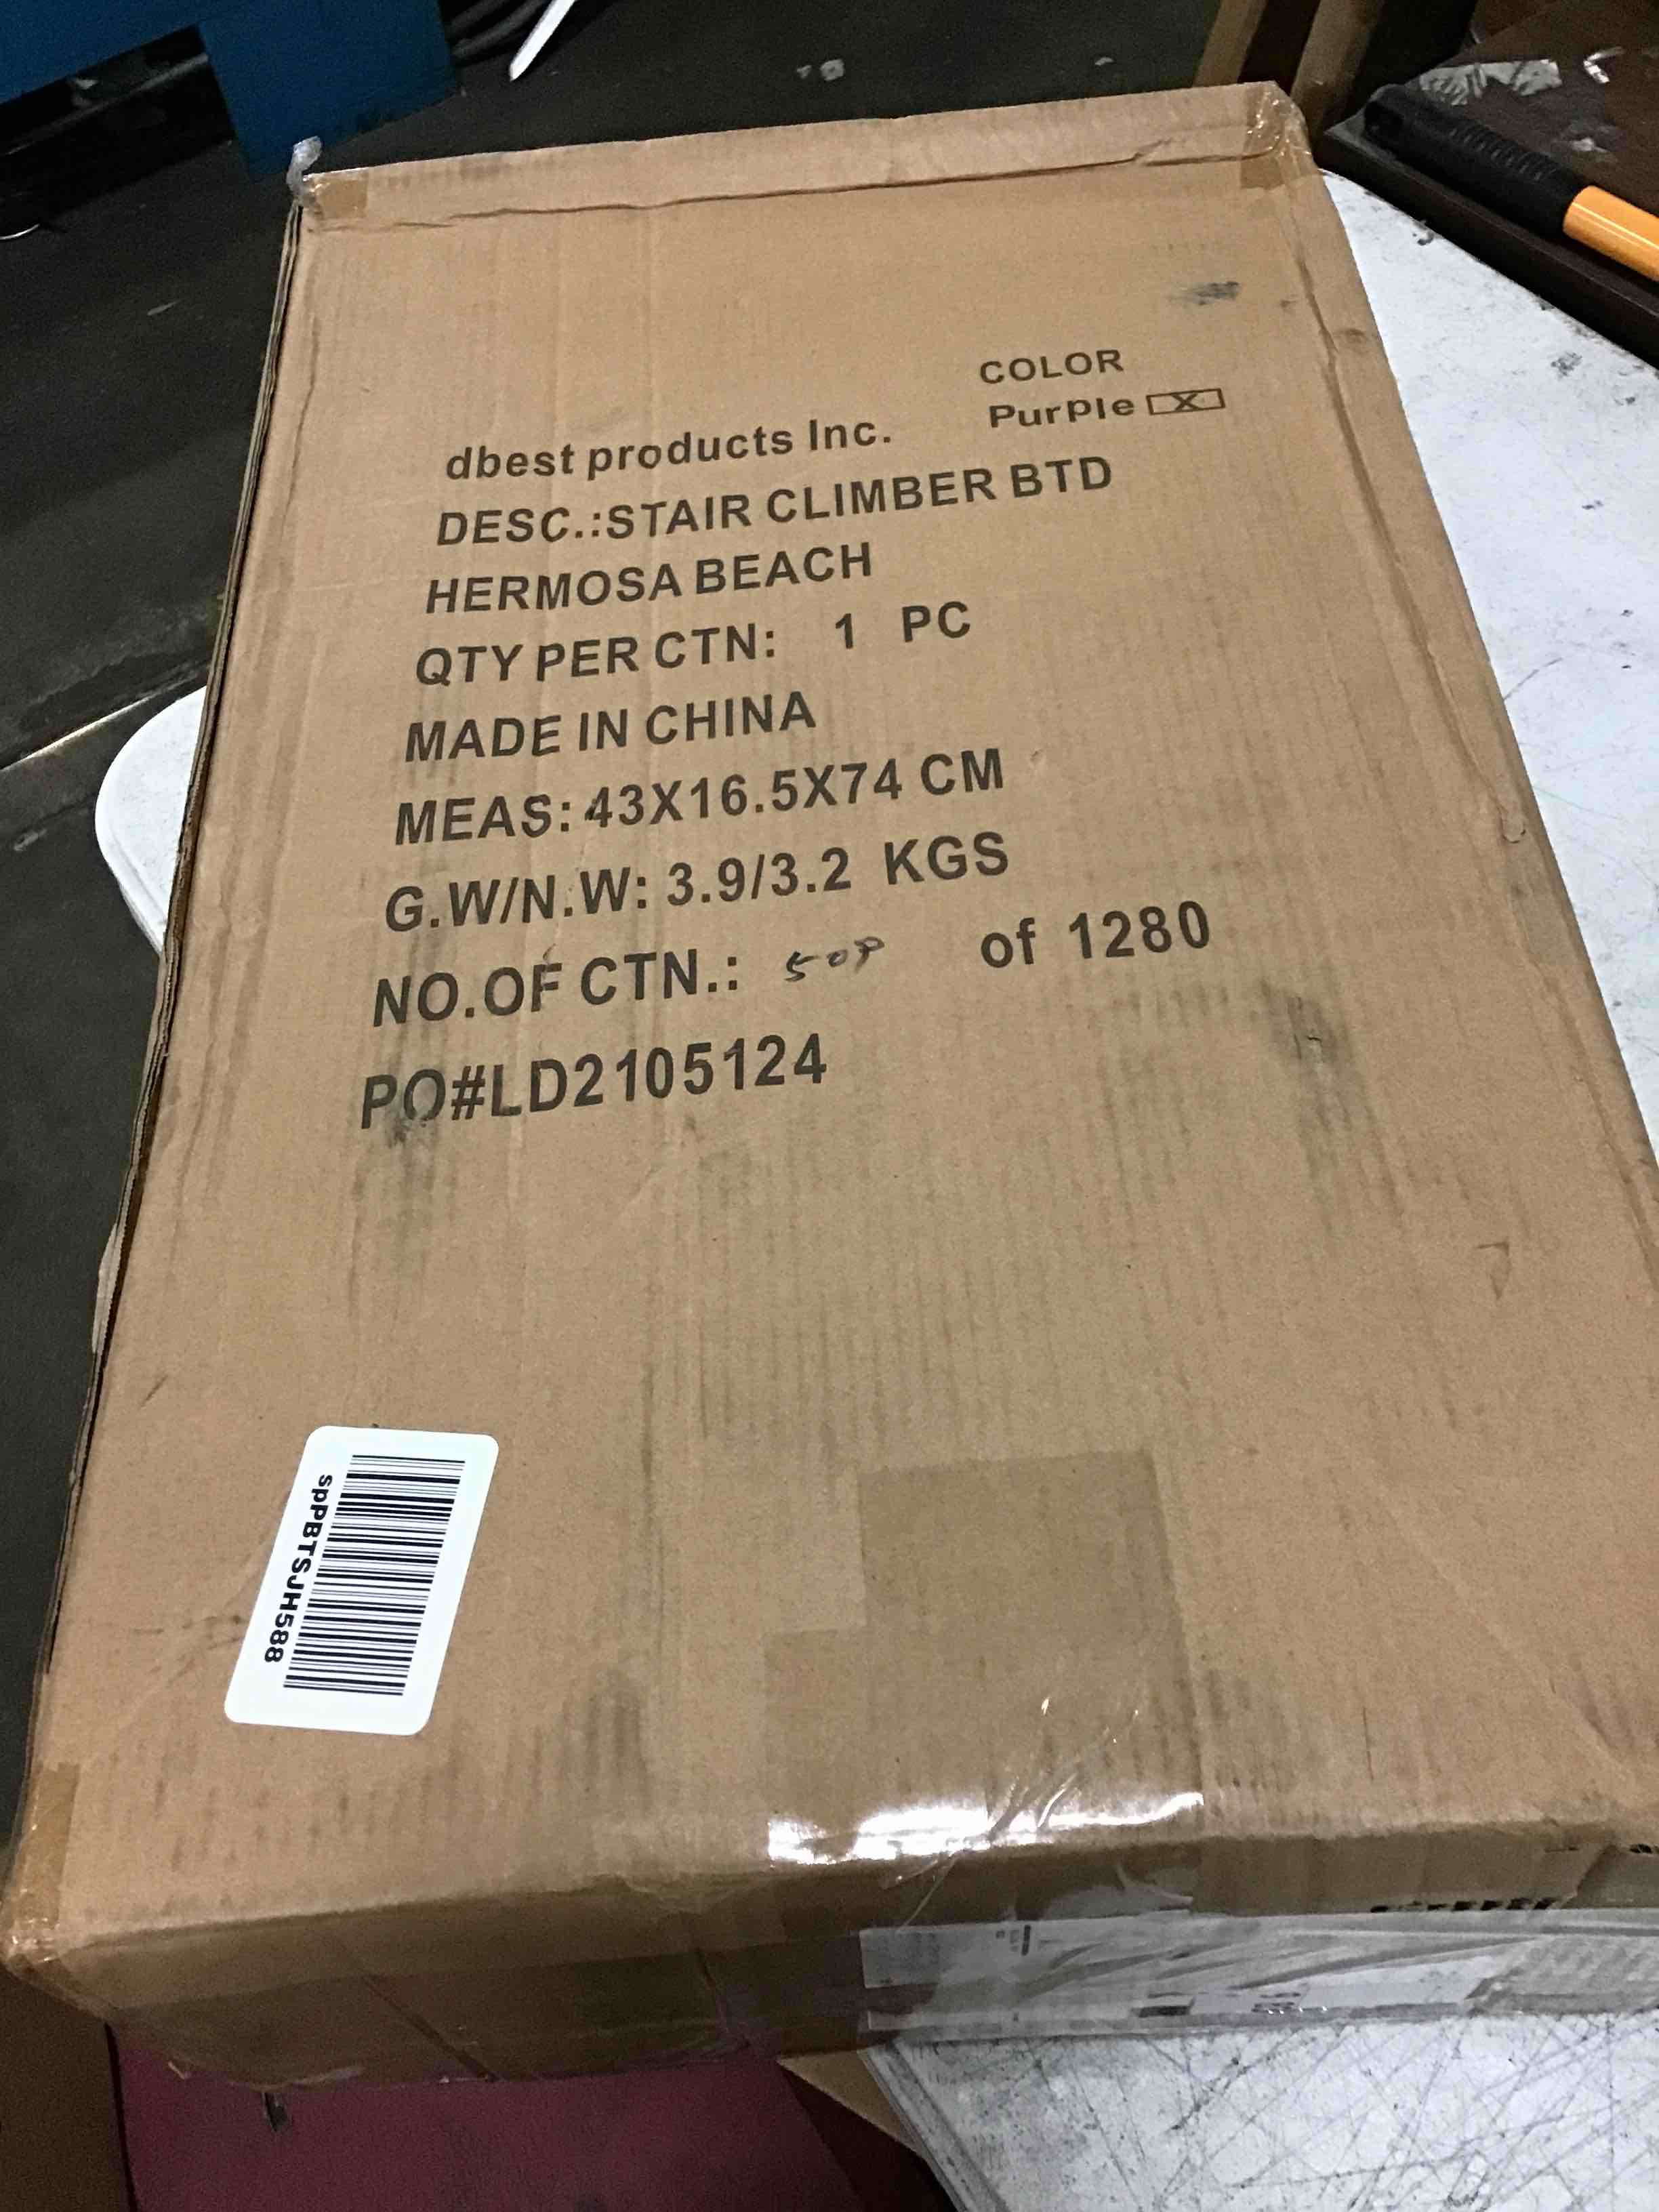 COLOR
PurPle X
dbest products Inc.
DESC.:STAIR CLIMBER BTD
HERMOSA BEACH
QTY PER CTN: 1 PC
MADE IN CHINA
MEAS: 43X16.5X74 CM
G.W/N.W: 3.9/3.2 KGS
NO.OF CTN.: 509 of 1280
PO#LD2105124
spPBTSJH588